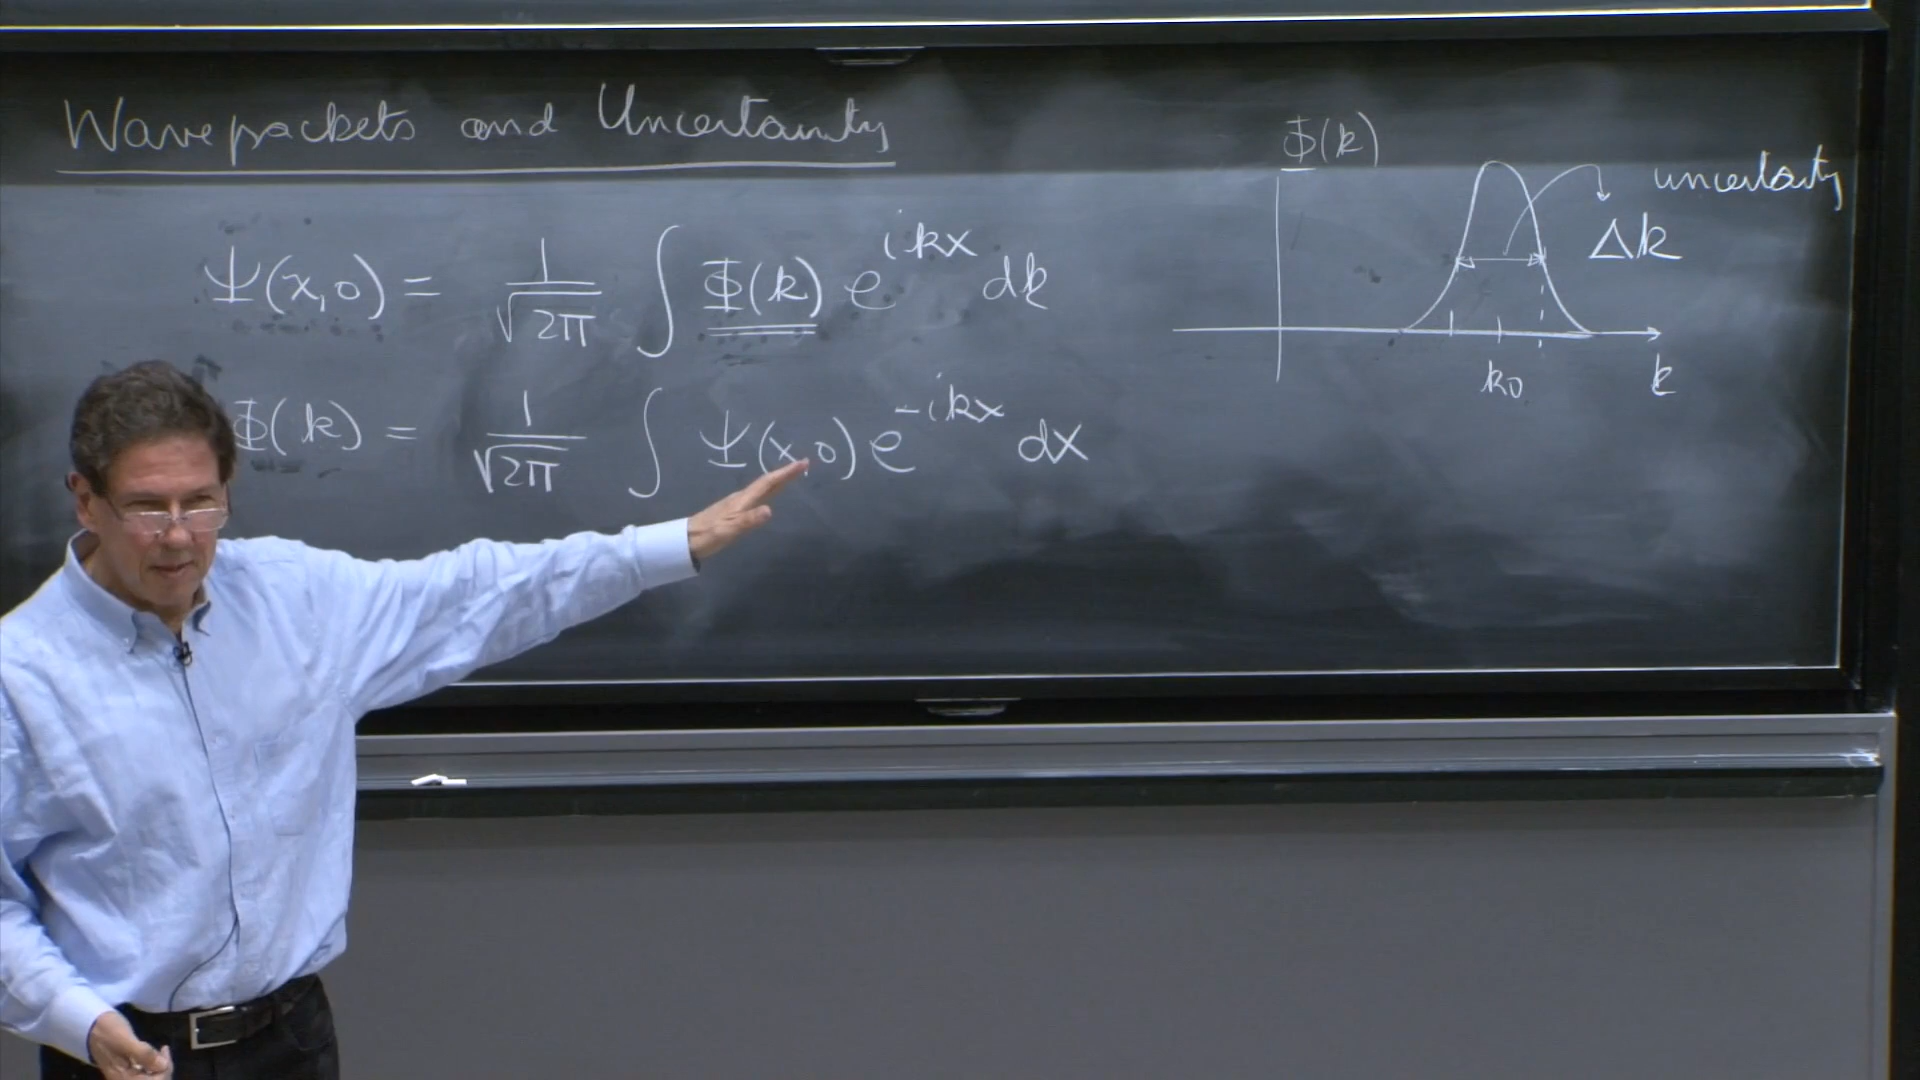 Wavepackets and Uncertainty
Ψ(x,0) = 1/√2π ∫ Φ(k) e^{ikx} dk
Φ(k) = 1/√2π ∫ Ψ(x,0) e^{-ikx} dx
Φ(k)
uncertainty
Δk
k0
k